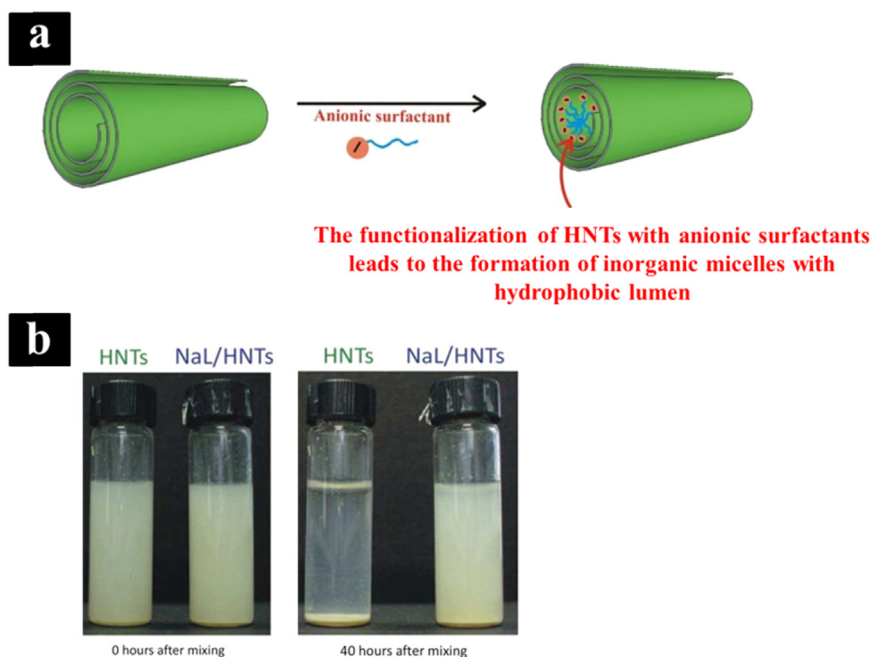 a
Anionic surfactant
The functionalization of HNTs with anionic surfactants
leads to the formation of inorganic micelles with
hydrophobic lumen
b
HNTs NaL/HNTs HNTs NaL/HNTs
0 hours after mixing 40 hours after mixing